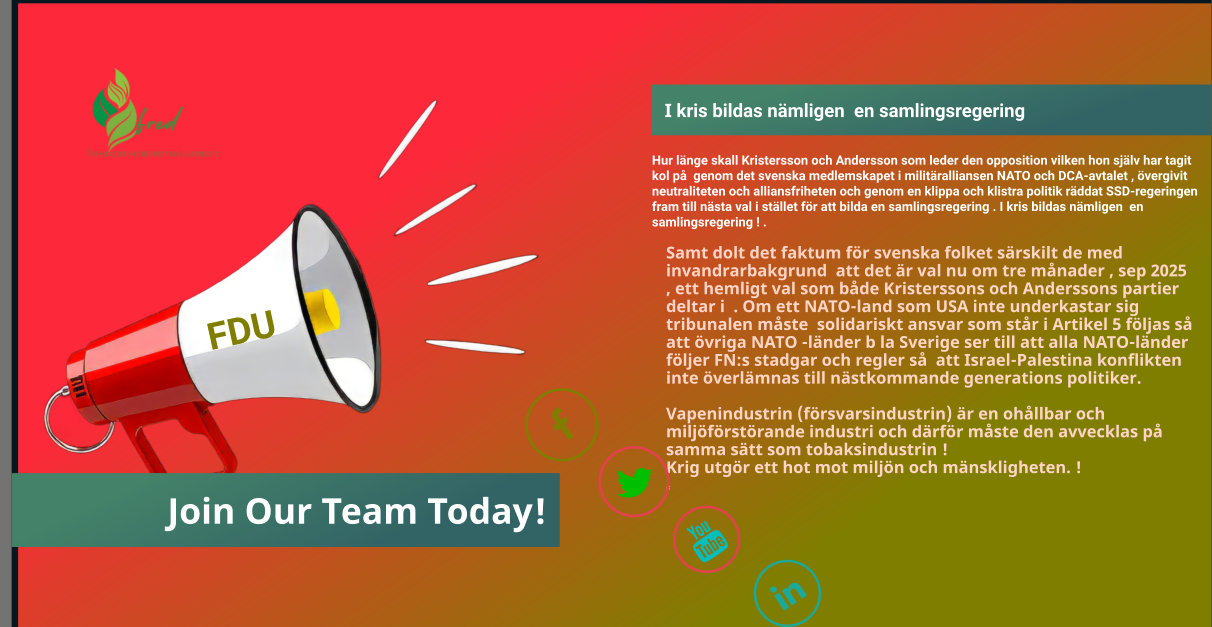 fred
I kris bildas nämligen en samlingsregering
Hur länge skall Kristersson och Andersson som leder den opposition vilken hon själv har tagit
kol på genom det svenska medlemskapet i militäralliansen NATO och DCA-avtalet , övergivit
neutraliteten och alliansfriheten och genom en klippa och klistra politik räddat SSD-regeringen
fram till nästa val i stället för att bilda en samlingsregering . I kris bildas nämligen en
samlingsregering ! .
Samt dolt det faktum för svenska folket särskilt de med
invandrarbakgrund att det är val nu om tre månader , sep 2025
, ett hemligt val som både Kristerssons och Anderssons partier
deltar i . Om ett NATO-land som USA inte underkastar sig
tribunalen måste solidariskt ansvar som står i Artikel 5 följas så
att övriga NATO -länder b la Sverige ser till att alla NATO-länder
följer FN:s stadgar och regler så att Israel-Palestina konflikten
inte överlämnas till nästkommande generations politiker.
Vapenindustrin (försvarsindustrin) är en ohållbar och
miljöförstörande industri och därför måste den avvecklas på
samma sätt som tobaksindustrin !
Krig utgör ett hot mot miljön och mänskligheten. !
FDU
Join Our Team Today!
You
Tube
in